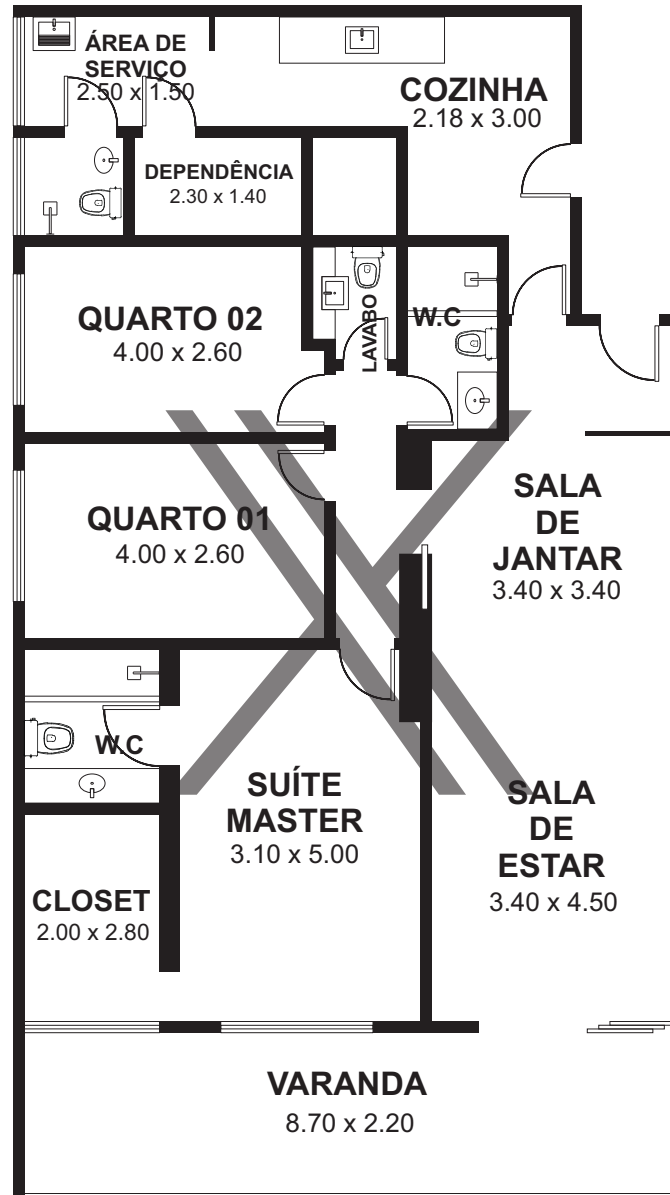 ÁREA DE
SERVIÇO
2.50 x 1.50
COZINHA
2.18 x 3.00
DEPENDÊNCIA
2.30 x 1.40
QUARTO 02
4.00 x 2.60
LAVABO
W.C
QUARTO 01
4.00 x 2.60
SALA
DE
JANTAR
3.40 x 3.40
W.C
SUÍTE
MASTER
3.10 x 5.00
SALA
DE
ESTAR
3.40 x 4.50
CLOSET
2.00 x 2.80
VARANDA
8.70 x 2.20